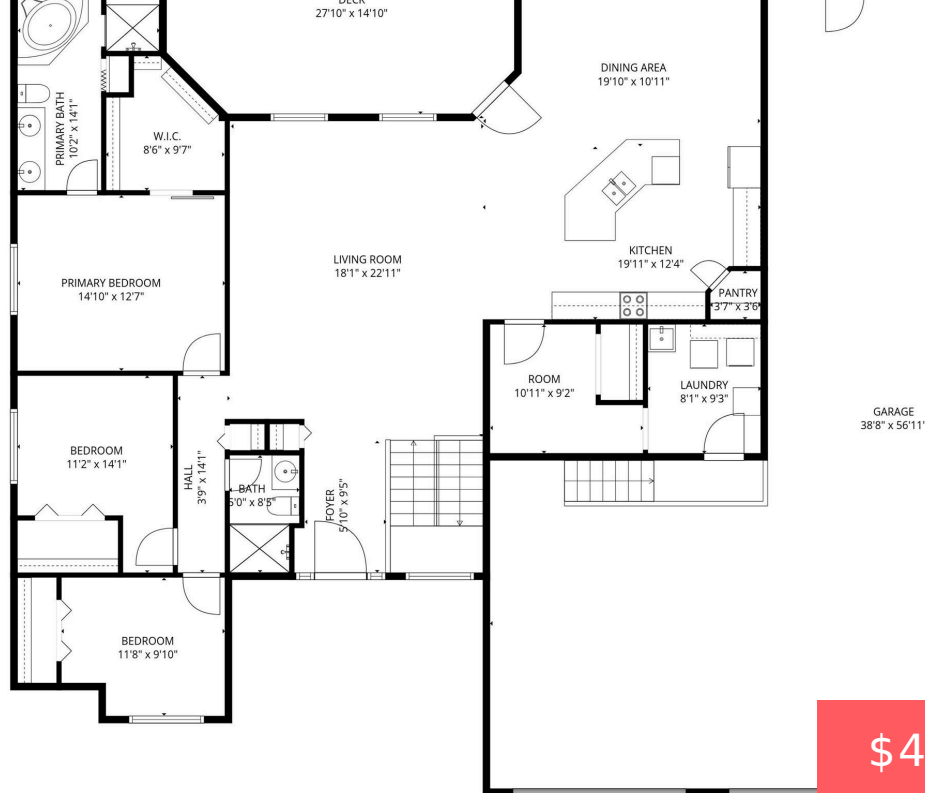 DECK
27'10" x 14'10"
DINING AREA
19'10" x 10'11"
PRIMARY BATH
10'2" x 14'1"
W.I.C.
8'6" x 9'7"
LIVING ROOM
18'1" x 22'11"
KITCHEN
19'11" x 12'4"
PRIMARY BEDROOM
14'10" x 12'7"
PANTRY
3'7" x 3'6"
ROOM
10'11" x 9'2"
LAUNDRY
8'1" x 9'3"
GARAGE
38'8" x 56'11"
BEDROOM
11'2" x 14'1"
HALL
3'9" x 14'1"
BATH
x 8'5"
FOYER
5'10" x 9'5"
BEDROOM
11'8" x 9'10"
$4